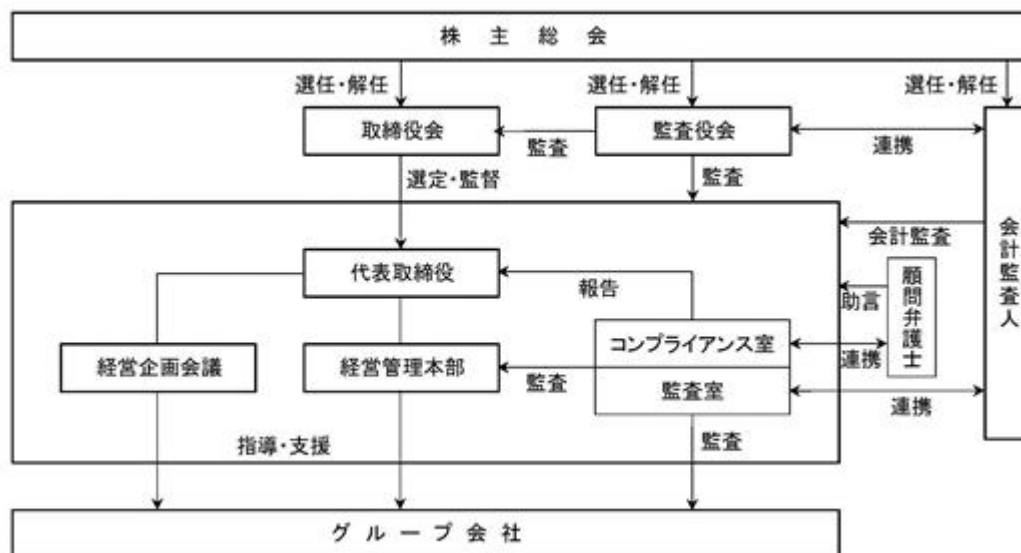 株主総会
選任・解任
選任・解任
選任・解任
取締役会
監査
監査役会
連携
選定・監督
監査
会計監査人
会計監査
代表取締役
報告
助言
顧問弁護士
経営企画会議
経営管理本部
監査
コンプライアンス室
連携
監査室
連携
指導・支援
監査
グループ会社